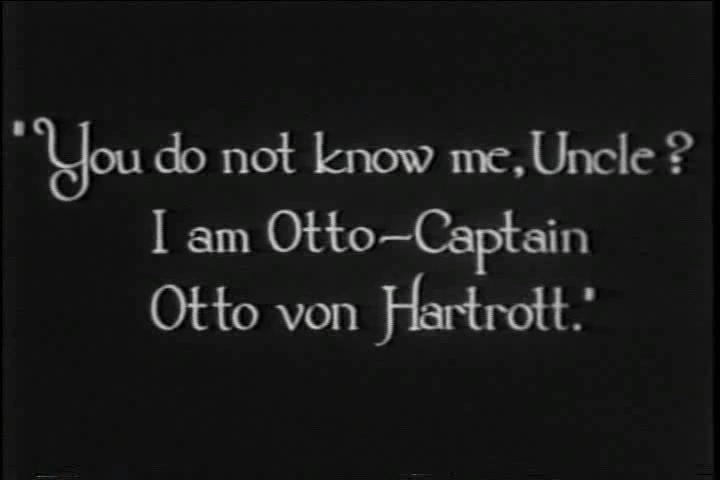 "You do not know me, Uncle?
I am Otto—Captain
Otto von Hartrott."